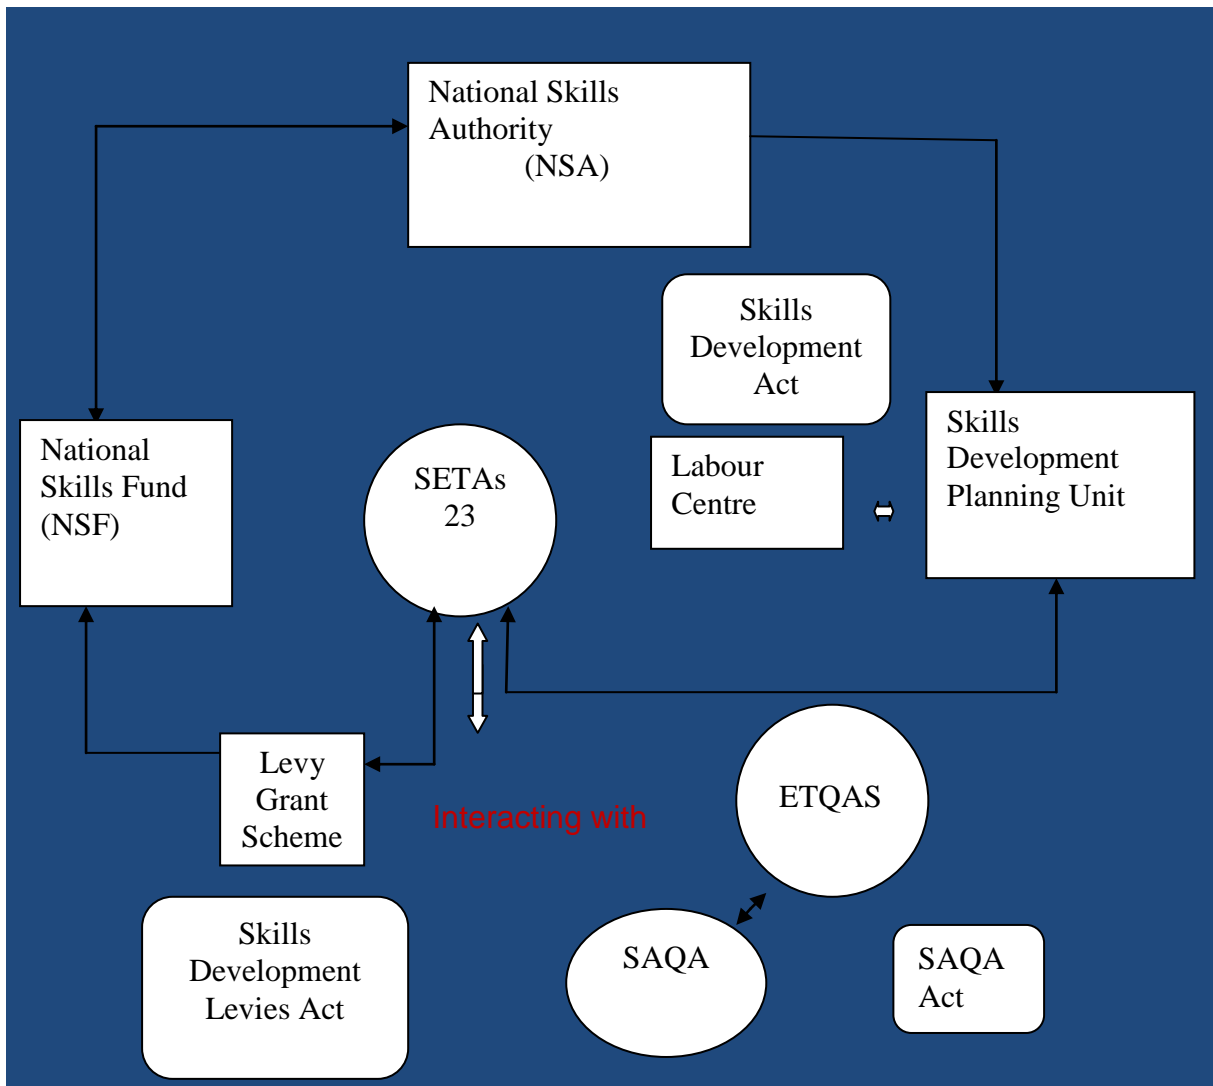 National Skills
Authority
(NSA)
Skills
Development
Act
National
Skills Fund
(NSF)
SETAs
23
Labour
Centre
Skills
Development
Planning Unit
Levy
Grant
Scheme
Interacting with
ETQAS
Skills
Development
Levies Act
SAQA
SAQA
Act